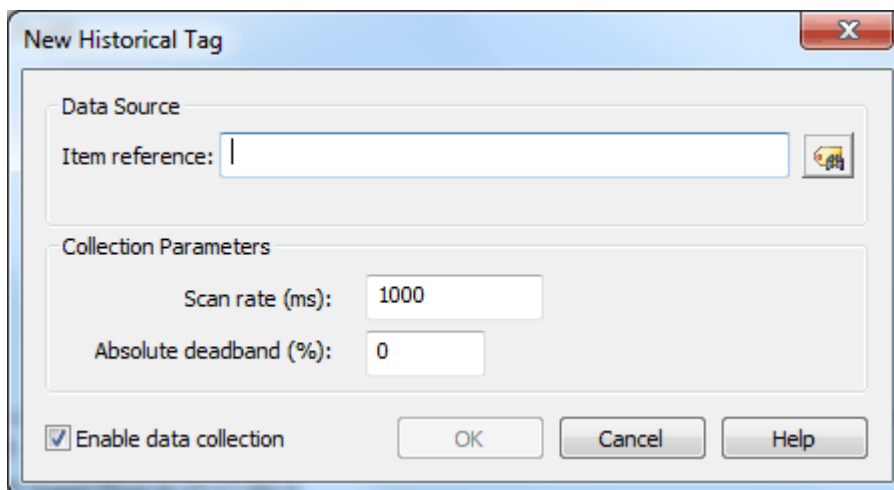 New Historical Tag
Data Source
Item reference:
Collection Parameters
Scan rate (ms): 1000
Absolute deadband (%): 0
Enable data collection OK Cancel Help